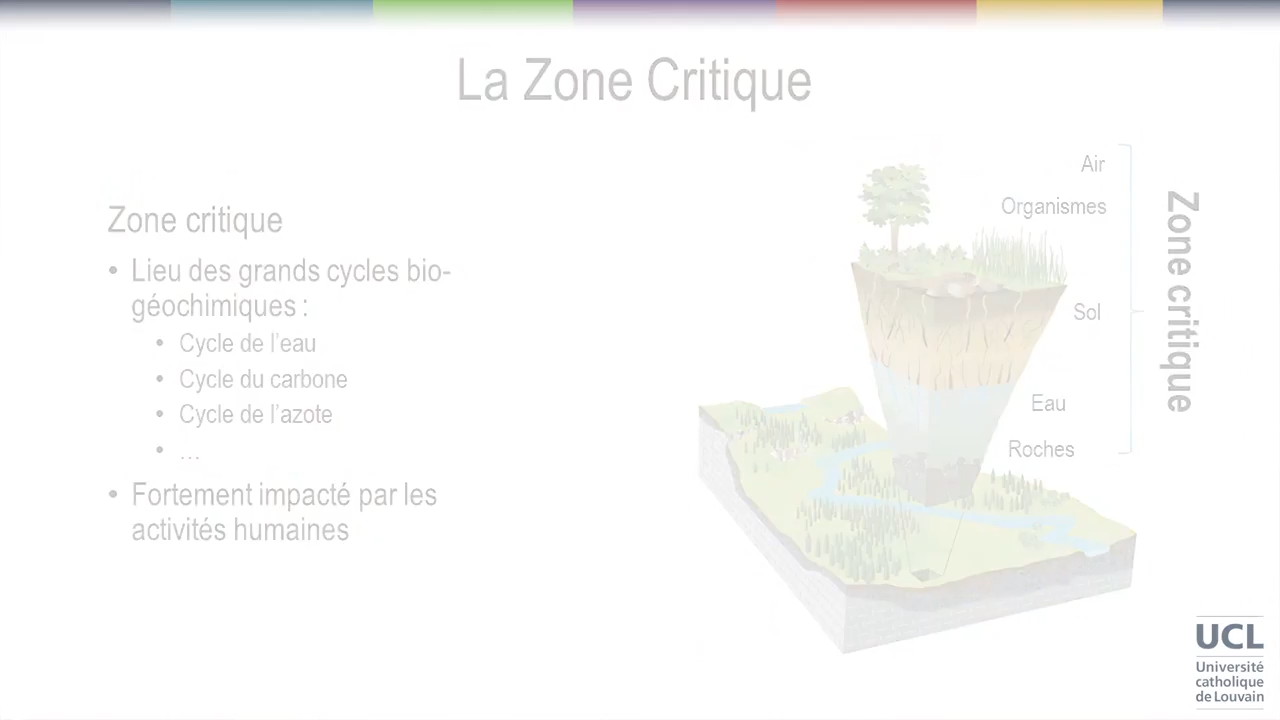 La Zone Critique
Zone critique
• Lieu des grands cycles bio-
géochimiques :
• Cycle de l'eau
• Cycle du carbone
• Cycle de l'azote
• ...
• Fortement impacté par les
activités humaines
Air
Organismes
Sol
Eau
Roches
Zone critique
UCL
Université
catholique
de Louvain